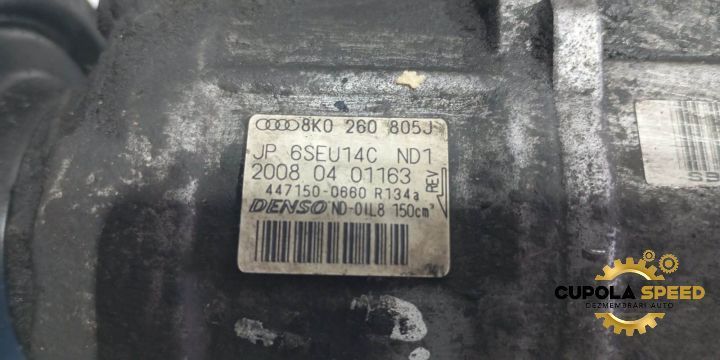 8K0 260 805J
JP 6SEU14C ND1
2008 04 01163
447150-0660 R134a
REV
DENSO ND-OIL8 150cm³
SB
CUPOLA SPEED
DEZMEMBRARI AUTO